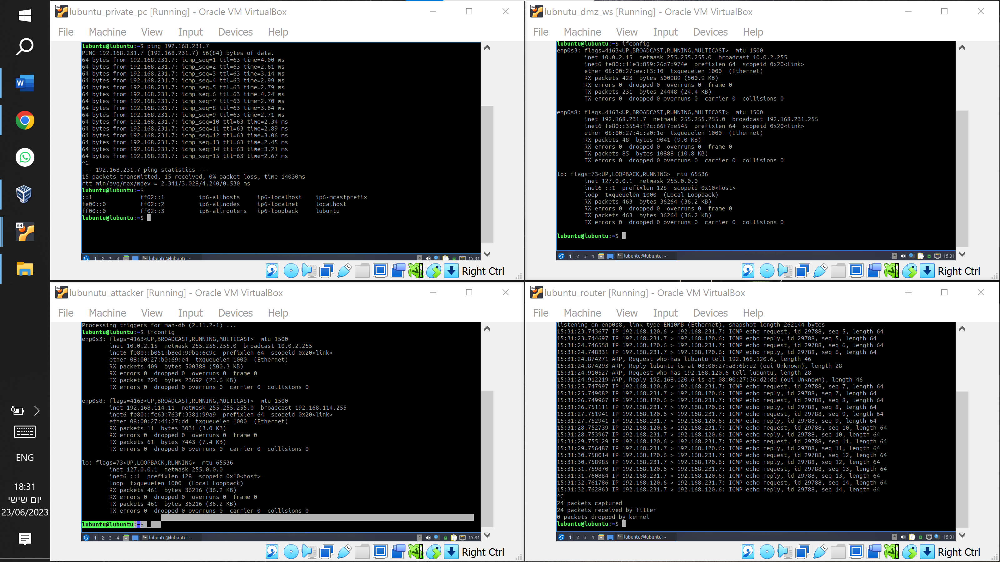 lubuntu_private_pc [Running] - Oracle VM VirtualBox
File Machine View Input Devices Help
lubuntu@lubuntu:~$ ping 192.168.231.7
PING 192.168.231.7 (192.168.231.7) 56(84) bytes of data.
64 bytes from 192.168.231.7: icmp_seq=1 ttl=63 time=4.00 ms
64 bytes from 192.168.231.7: icmp_seq=2 ttl=63 time=2.61 ms
64 bytes from 192.168.231.7: icmp_seq=3 ttl=63 time=3.14 ms
64 bytes from 192.168.231.7: icmp_seq=4 ttl=63 time=2.99 ms
64 bytes from 192.168.231.7: icmp_seq=5 ttl=63 time=2.79 ms
64 bytes from 192.168.231.7: icmp_seq=6 ttl=63 time=4.24 ms
64 bytes from 192.168.231.7: icmp_seq=7 ttl=63 time=2.70 ms
64 bytes from 192.168.231.7: icmp_seq=8 ttl=63 time=3.64 ms
64 bytes from 192.168.231.7: icmp_seq=9 ttl=63 time=2.71 ms
64 bytes from 192.168.231.7: icmp_seq=10 ttl=63 time=2.34 ms
64 bytes from 192.168.231.7: icmp_seq=11 ttl=63 time=2.89 ms
64 bytes from 192.168.231.7: icmp_seq=12 ttl=63 time=3.06 ms
64 bytes from 192.168.231.7: icmp_seq=13 ttl=63 time=2.45 ms
64 bytes from 192.168.231.7: icmp_seq=14 ttl=63 time=3.21 ms
64 bytes from 192.168.231.7: icmp_seq=15 ttl=63 time=2.67 ms
^C
--- 192.168.231.7 ping statistics ---
15 packets transmitted, 15 received, 0% packet loss, time 14030ms
rtt min/avg/max/mdev = 2.341/3.028/4.240/0.530 ms
lubuntu@lubuntu:~$
::1 ff02::1 ip6-allhosts ip6-localhost ip6-mcastprefix
fe00::0 ff02::2 ip6-allnodes ip6-localnet localhost
ff00::0 ff02::3 ip6-allrouters ip6-loopback lubuntu
lubuntu@lubuntu:~$
1 2 3 4 lubuntu@lubuntu: ~ 15:31
Right Ctrl
lubnutu_dmz_ws [Running] - Oracle VM VirtualBox
File Machine View Input Devices Help
lubuntu@lubuntu:~$ ifconfig
enp0s3: flags=4163<UP,BROADCAST,RUNNING,MULTICAST> mtu 1500
inet 10.0.2.15 netmask 255.255.255.0 broadcast 10.0.2.255
inet6 fe80::11e3:859:26d7:974e prefixlen 64 scopeid 0x20<link>
ether 08:00:27:ea:f3:10 txqueuelen 1000 (Ethernet)
RX packets 423 bytes 500989 (500.9 KB)
RX errors 0 dropped 0 overruns 0 frame 0
TX packets 231 bytes 24448 (24.4 KB)
TX errors 0 dropped 0 overruns 0 carrier 0 collisions 0
enp0s8: flags=4163<UP,BROADCAST,RUNNING,MULTICAST> mtu 1500
inet 192.168.231.7 netmask 255.255.255.0 broadcast 192.168.231.255
inet6 fe80::3554:f2c:66f7:e545 prefixlen 64 scopeid 0x20<link>
ether 08:00:27:4c:a0:1e txqueuelen 1000 (Ethernet)
RX packets 48 bytes 9041 (9.0 KB)
RX errors 0 dropped 0 overruns 0 frame 0
TX packets 85 bytes 10888 (10.8 KB)
TX errors 0 dropped 0 overruns 0 carrier 0 collisions 0
lo: flags=73<UP,LOOPBACK,RUNNING> mtu 65536
inet 127.0.0.1 netmask 255.0.0.0
inet6 ::1 prefixlen 128 scopeid 0x10<host>
loop txqueuelen 1000 (Local Loopback)
RX packets 463 bytes 36264 (36.2 KB)
RX errors 0 dropped 0 overruns 0 frame 0
TX packets 463 bytes 36264 (36.2 KB)
TX errors 0 dropped 0 overruns 0 carrier 0 collisions 0
lubuntu@lubuntu:~$
1 2 3 4 lubuntu@lubuntu: ~ 15:31
Right Ctrl
lubunutu_attacker [Running] - Oracle VM VirtualBox
File Machine View Input Devices Help
Processing triggers for man-db (2.11.2-1) ...
lubuntu@lubuntu:~$ ifconfig
enp0s3: flags=4163<UP,BROADCAST,RUNNING,MULTICAST> mtu 1500
inet 10.0.2.15 netmask 255.255.255.0 broadcast 10.0.2.255
inet6 fe80::b051:b8ed:99ba:6c9c prefixlen 64 scopeid 0x20<link>
ether 08:00:27:b0:69:e4 txqueuelen 1000 (Ethernet)
RX packets 409 bytes 500388 (500.3 KB)
RX errors 0 dropped 0 overruns 0 frame 0
TX packets 220 bytes 23692 (23.6 KB)
TX errors 0 dropped 0 overruns 0 carrier 0 collisions 0
enp0s8: flags=4163<UP,BROADCAST,RUNNING,MULTICAST> mtu 1500
inet 192.168.114.11 netmask 255.255.255.0 broadcast 192.168.114.255
inet6 fe80::fc63:763f:3381:99a9 prefixlen 64 scopeid 0x20<link>
ether 08:00:27:44:27:dd txqueuelen 1000 (Ethernet)
RX packets 11 bytes 3031 (3.0 KB)
RX errors 0 dropped 0 overruns 0 frame 0
TX packets 61 bytes 7443 (7.4 KB)
TX errors 0 dropped 0 overruns 0 carrier 0 collisions 0
lo: flags=73<UP,LOOPBACK,RUNNING> mtu 65536
inet 127.0.0.1 netmask 255.0.0.0
inet6 ::1 prefixlen 128 scopeid 0x10<host>
loop txqueuelen 1000 (Local Loopback)
RX packets 461 bytes 36216 (36.2 KB)
RX errors 0 dropped 0 overruns 0 frame 0
TX packets 461 bytes 36216 (36.2 KB)
TX errors 0 dropped 0 overruns 0 carrier 0 collisions 0
lubuntu@lubuntu:~$
1 2 3 4 lubuntu@lubuntu: ~ 15:31
Right Ctrl
lubuntu_router [Running] - Oracle VM VirtualBox
File Machine View Input Devices Help
listening on enp0s8, link-type EN10MB (Ethernet), snapshot length 262144 bytes
15:31:23.743677 IP 192.168.120.6 > 192.168.231.7: ICMP echo request, id 29788, seq 5, length 64
15:31:23.744697 IP 192.168.231.7 > 192.168.120.6: ICMP echo reply, id 29788, seq 5, length 64
15:31:24.746558 IP 192.168.120.6 > 192.168.231.7: ICMP echo request, id 29788, seq 6, length 64
15:31:24.748331 IP 192.168.231.7 > 192.168.120.6: ICMP echo reply, id 29788, seq 6, length 64
15:31:24.874271 ARP, Request who-has lubuntu tell 192.168.120.6, length 46
15:31:24.874293 ARP, Reply lubuntu is-at 08:00:27:a8:6b:e2 (oui Unknown), length 28
15:31:24.910527 ARP, Request who-has 192.168.120.6 tell lubuntu, length 28
15:31:24.912219 ARP, Reply 192.168.120.6 is-at 08:00:27:36:d2:dd (oui Unknown), length 46
15:31:25.747997 IP 192.168.120.6 > 192.168.231.7: ICMP echo request, id 29788, seq 7, length 64
15:31:25.749082 IP 192.168.231.7 > 192.168.120.6: ICMP echo reply, id 29788, seq 7, length 64
15:31:26.749967 IP 192.168.120.6 > 192.168.231.7: ICMP echo request, id 29788, seq 8, length 64
15:31:26.751111 IP 192.168.231.7 > 192.168.120.6: ICMP echo reply, id 29788, seq 8, length 64
15:31:27.751941 IP 192.168.120.6 > 192.168.231.7: ICMP echo request, id 29788, seq 9, length 64
15:31:27.752941 IP 192.168.231.7 > 192.168.120.6: ICMP echo reply, id 29788, seq 9, length 64
15:31:28.752739 IP 192.168.120.6 > 192.168.231.7: ICMP echo request, id 29788, seq 10, length 64
15:31:28.753967 IP 192.168.231.7 > 192.168.120.6: ICMP echo reply, id 29788, seq 10, length 64
15:31:29.755129 IP 192.168.120.6 > 192.168.231.7: ICMP echo request, id 29788, seq 11, length 64
15:31:29.756487 IP 192.168.231.7 > 192.168.120.6: ICMP echo reply, id 29788, seq 11, length 64
15:31:30.758014 IP 192.168.120.6 > 192.168.231.7: ICMP echo request, id 29788, seq 12, length 64
15:31:30.758985 IP 192.168.231.7 > 192.168.120.6: ICMP echo reply, id 29788, seq 12, length 64
15:31:31.759870 IP 192.168.120.6 > 192.168.231.7: ICMP echo request, id 29788, seq 13, length 64
15:31:31.760884 IP 192.168.231.7 > 192.168.120.6: ICMP echo reply, id 29788, seq 13, length 64
15:31:32.761786 IP 192.168.120.6 > 192.168.231.7: ICMP echo request, id 29788, seq 14, length 64
15:31:32.762863 IP 192.168.231.7 > 192.168.120.6: ICMP echo reply, id 29788, seq 14, length 64
^C
24 packets captured
24 packets received by filter
0 packets dropped by kernel
lubuntu@lubuntu:~$
1 2 3 4 lubuntu@lubuntu: ~ 15:31
Right Ctrl
ENG
18:31
יום שישי
23/06/2023